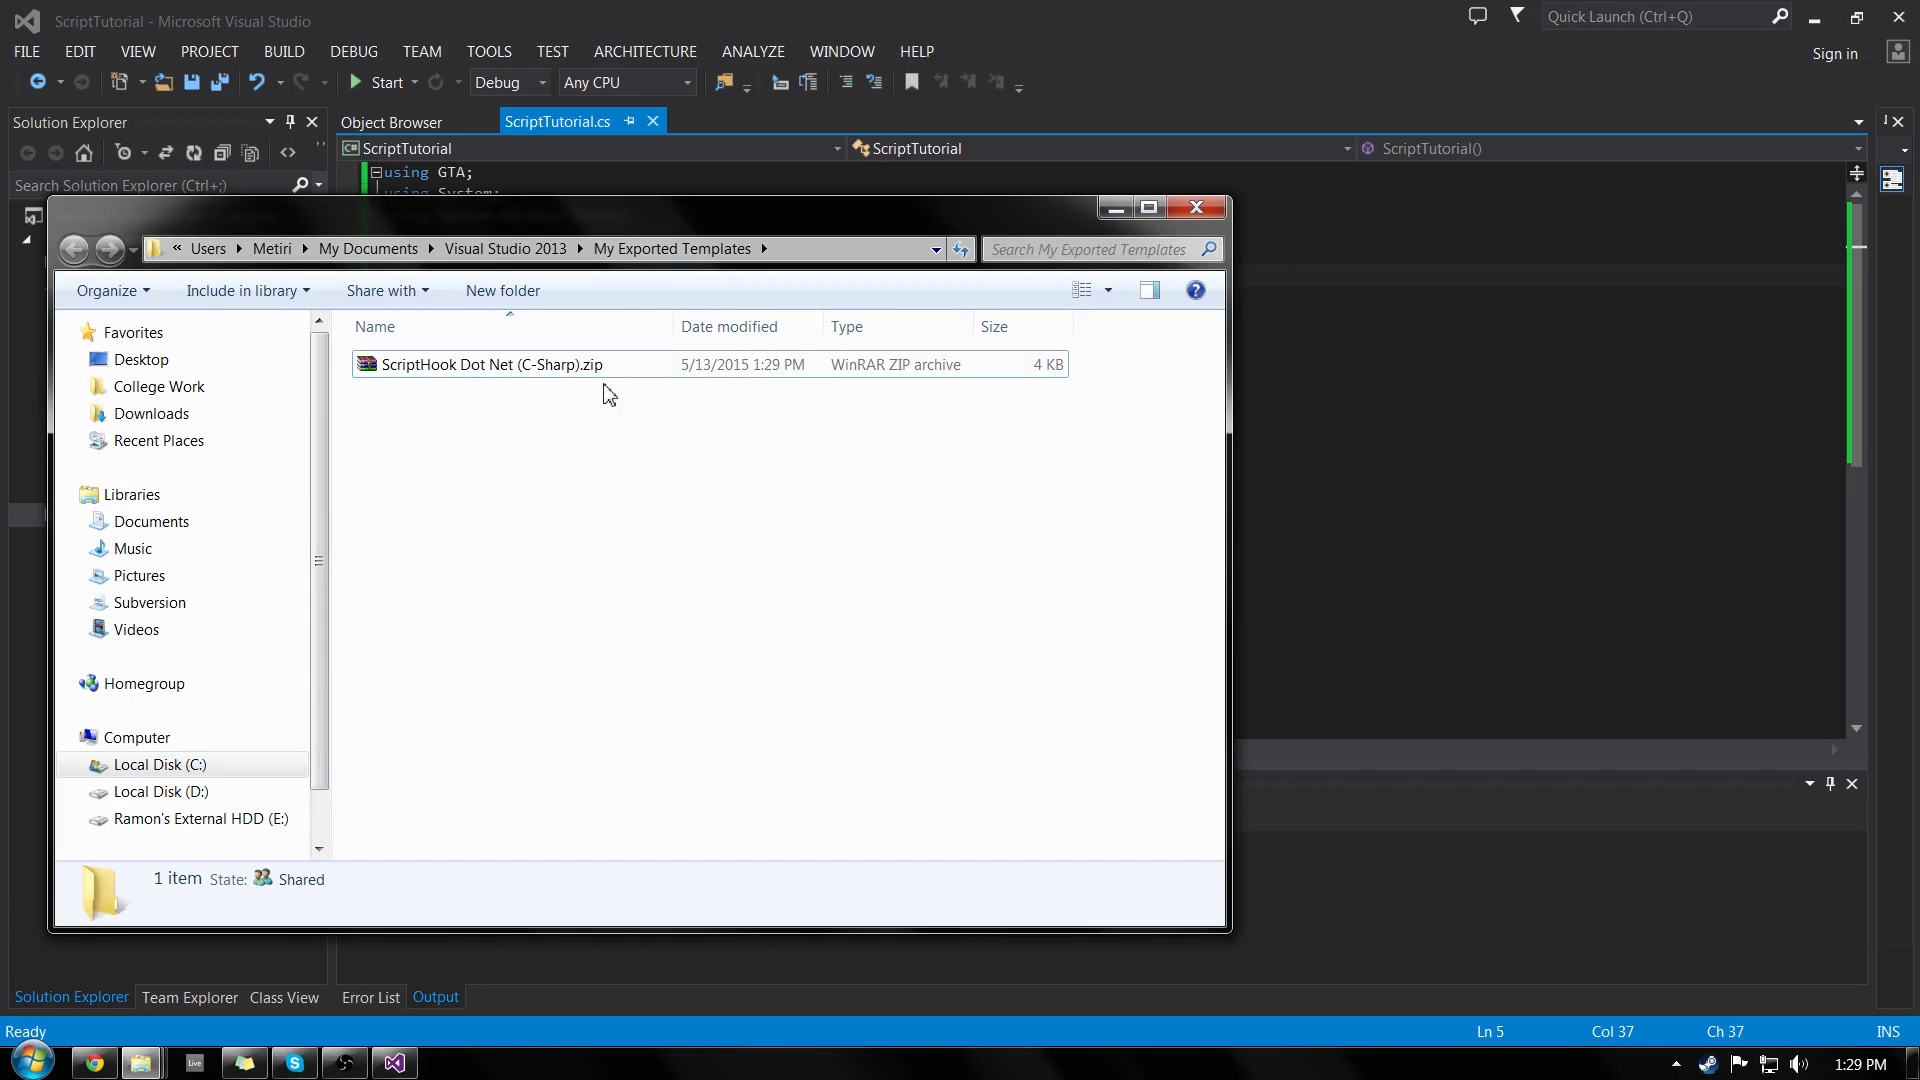 ScriptTutorial - Microsoft Visual Studio
Quick Launch (Ctrl+Q)
FILE EDIT VIEW PROJECT BUILD DEBUG TEAM TOOLS TEST ARCHITECTURE ANALYZE WINDOW HELP
Sign in
Start Debug Any CPU
Solution Explorer
Object Browser ScriptTutorial.cs
C# ScriptTutorial ScriptTutorial ScriptTutorial()
Search Solution Explorer (Ctrl+;)
using GTA;
using System;
« Users Metiri My Documents Visual Studio 2013 My Exported Templates
Search My Exported Templates
Organize Include in library Share with New folder
Name Date modified Type Size
ScriptHook Dot Net (C-Sharp).zip 5/13/2015 1:29 PM WinRAR ZIP archive 4 KB
Favorites
Desktop
College Work
Downloads
Recent Places
Libraries
Documents
Music
Pictures
Subversion
Videos
Homegroup
Computer
Local Disk (C:)
Local Disk (D:)
Ramon's External HDD (E:)
1 item State: Shared
Solution Explorer Team Explorer Class View Error List Output
Ready Ln 5 Col 37 Ch 37 INS
Live
1:29 PM